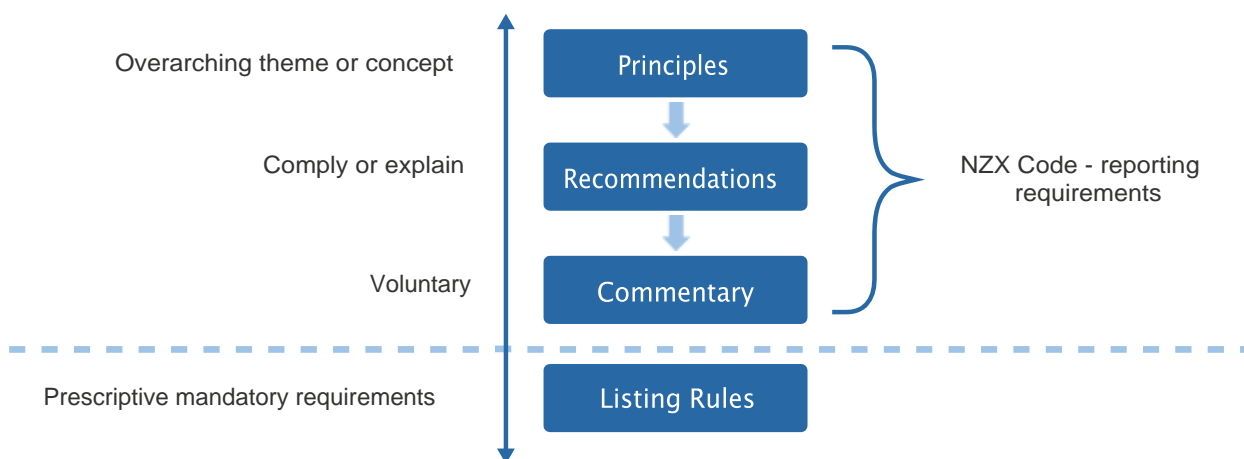 Overarching theme or concept
Principles
Comply or explain
Recommendations
NZX Code - reporting
requirements
Voluntary
Commentary
Prescriptive mandatory requirements
Listing Rules